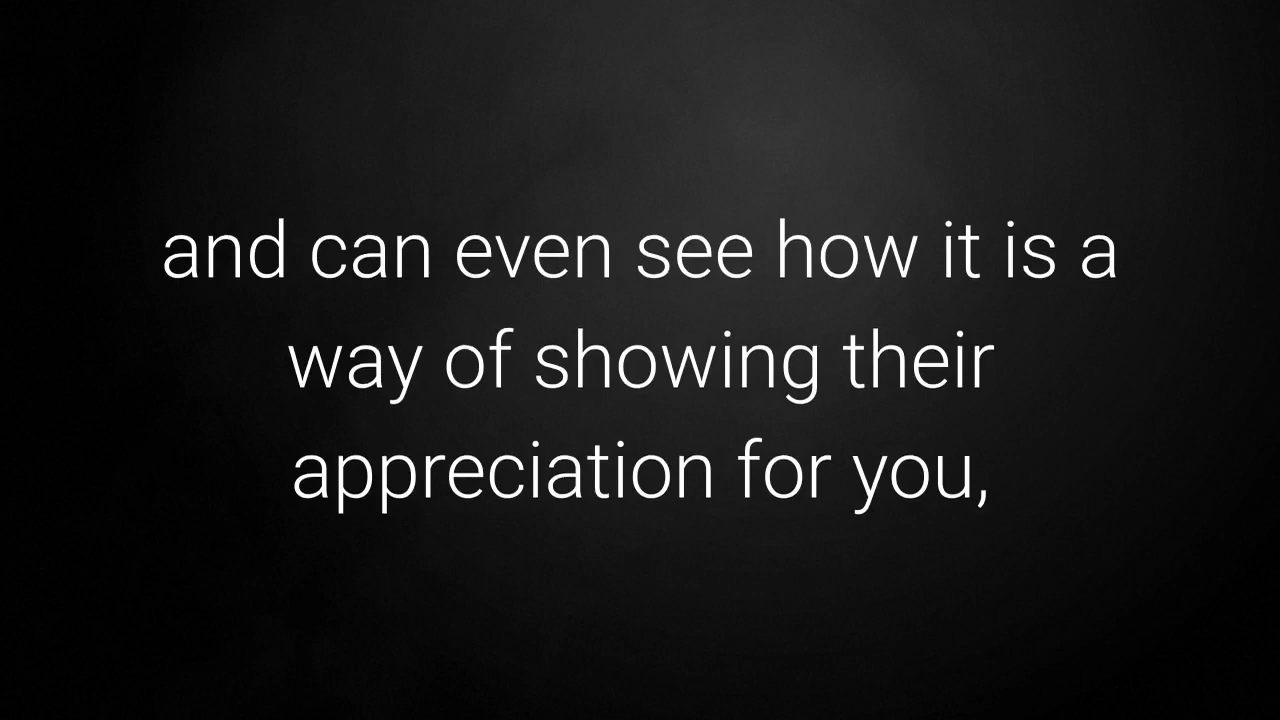 and can even see how it is a
way of showing their
appreciation for you,